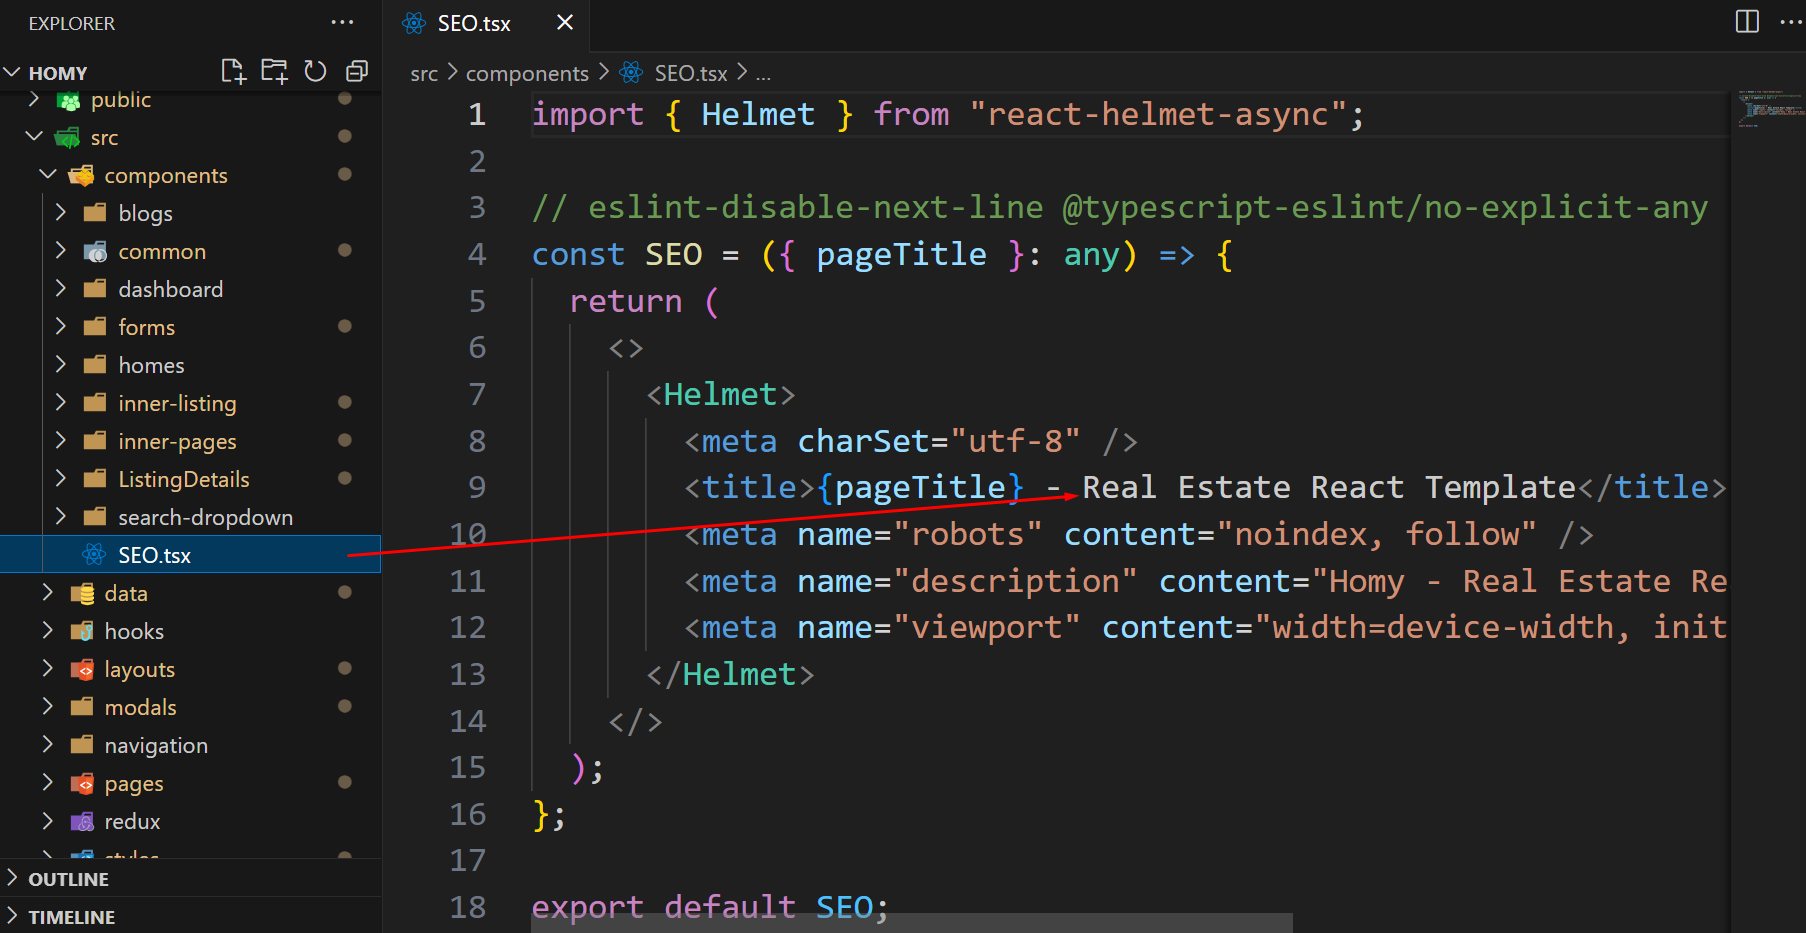 EXPLORER
HOMY
public
src
components
blogs
common
dashboard
forms
homes
inner-listing
inner-pages
ListingDetails
search-dropdown
SEO.tsx
data
hooks
layouts
modals
navigation
pages
redux
styles
OUTLINE
TIMELINE
SEO.tsx
src > components > SEO.tsx > ...
1 import { Helmet } from "react-helmet-async";
2
3 // eslint-disable-next-line @typescript-eslint/no-explicit-any
4 const SEO = ({ pageTitle }: any) => {
5 return (
6 <>
7 <Helmet>
8 <meta charSet="utf-8" />
9 <title>{pageTitle} - Real Estate React Template</title>
10 <meta name="robots" content="noindex, follow" />
11 <meta name="description" content="Homy - Real Estate Re
12 <meta name="viewport" content="width=device-width, init
13 </Helmet>
14 </>
15 );
16 };
17
18 export default SEO;